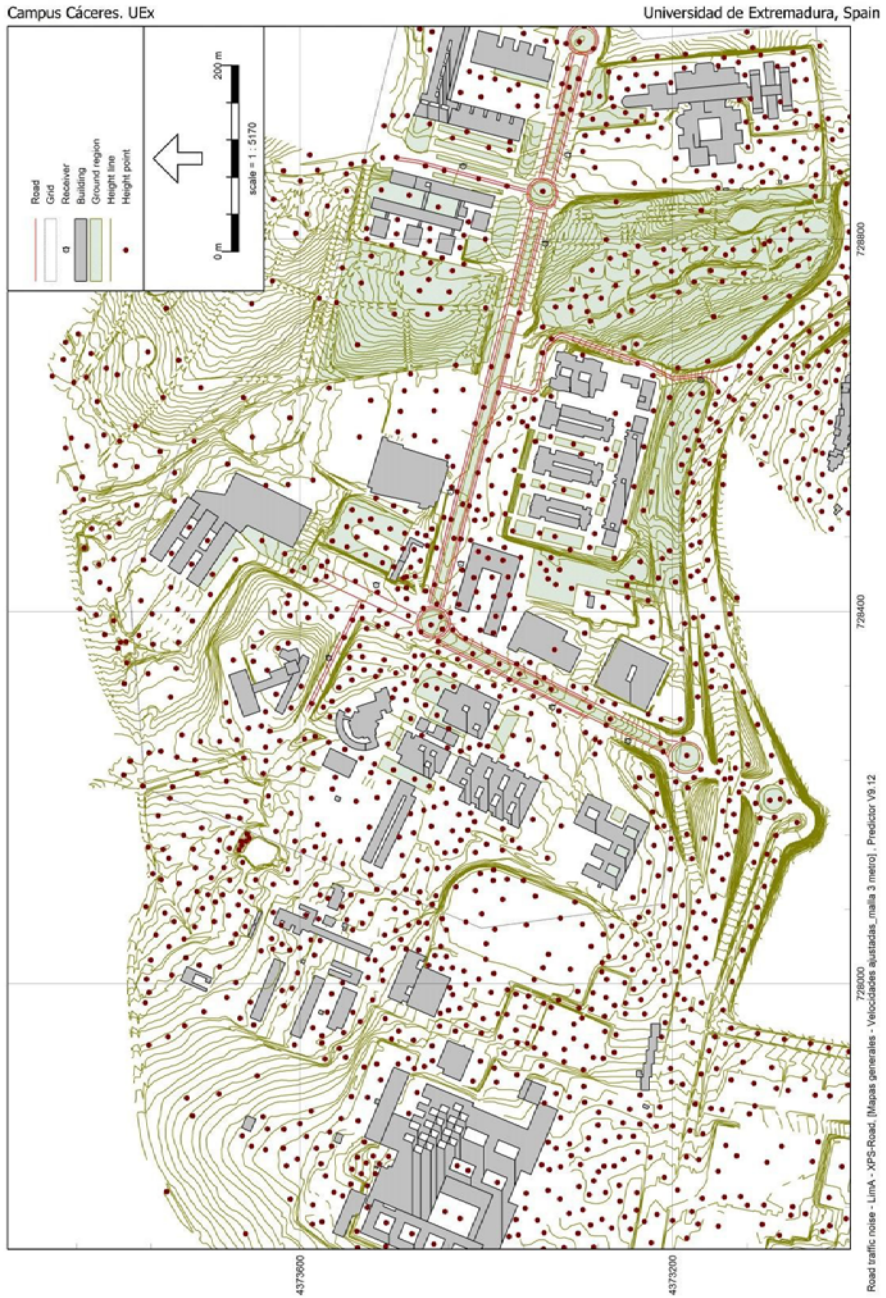 Campus Cáceres. UEx
Universidad de Extremadura, Spain
Road
Grid
Receiver
Building
Ground region
Height line
Height point
0 m
200 m
scale = 1 : 5170
728800
728400
728000
4373600
4373200
Road traffic noise - LimA - XPS-Road, [Mapas generales - Velocidades ajustadas_malla 3 metro] , Predictor V9.12